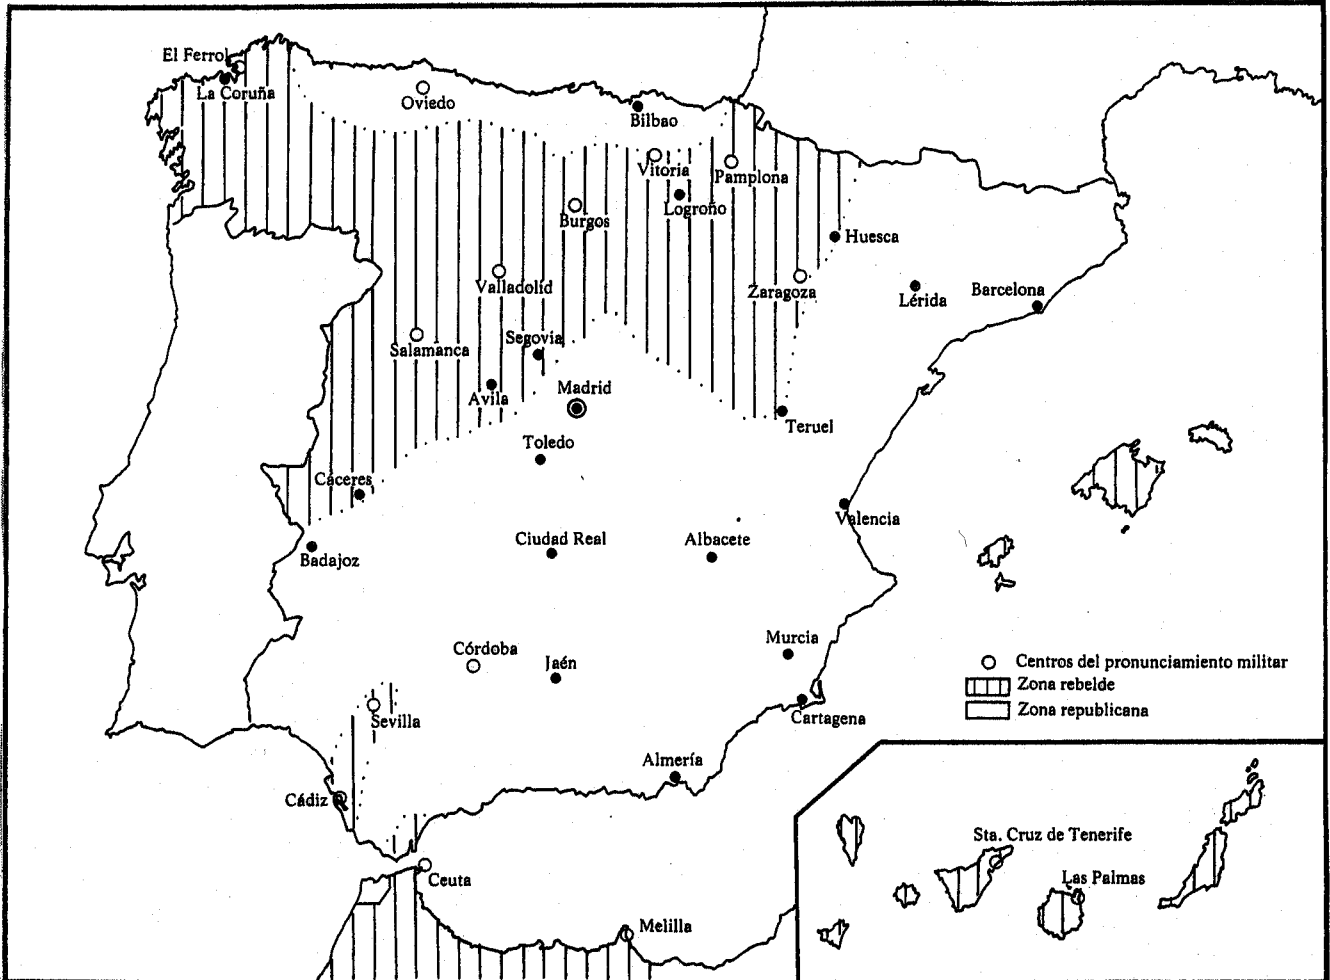 El Ferrol
La Coruña
Oviedo
Bilbao
Vitoria
Pamplona
Logroño
Burgos
Huesca
Valladolid
Zaragoza
Lérida
Barcelona
Segovia
Salamanca
Avila
Madrid
Teruel
Toledo
Cáceres
Valencia
Badajoz
Ciudad Real
Albacete
Murcia
Córdoba
Jaén
Sevilla
Cartagena
Almería
Cádiz
Ceuta
Melilla
Centros del pronunciamiento militar
Zona rebelde
Zona republicana
Sta. Cruz de Tenerife
Las Palmas